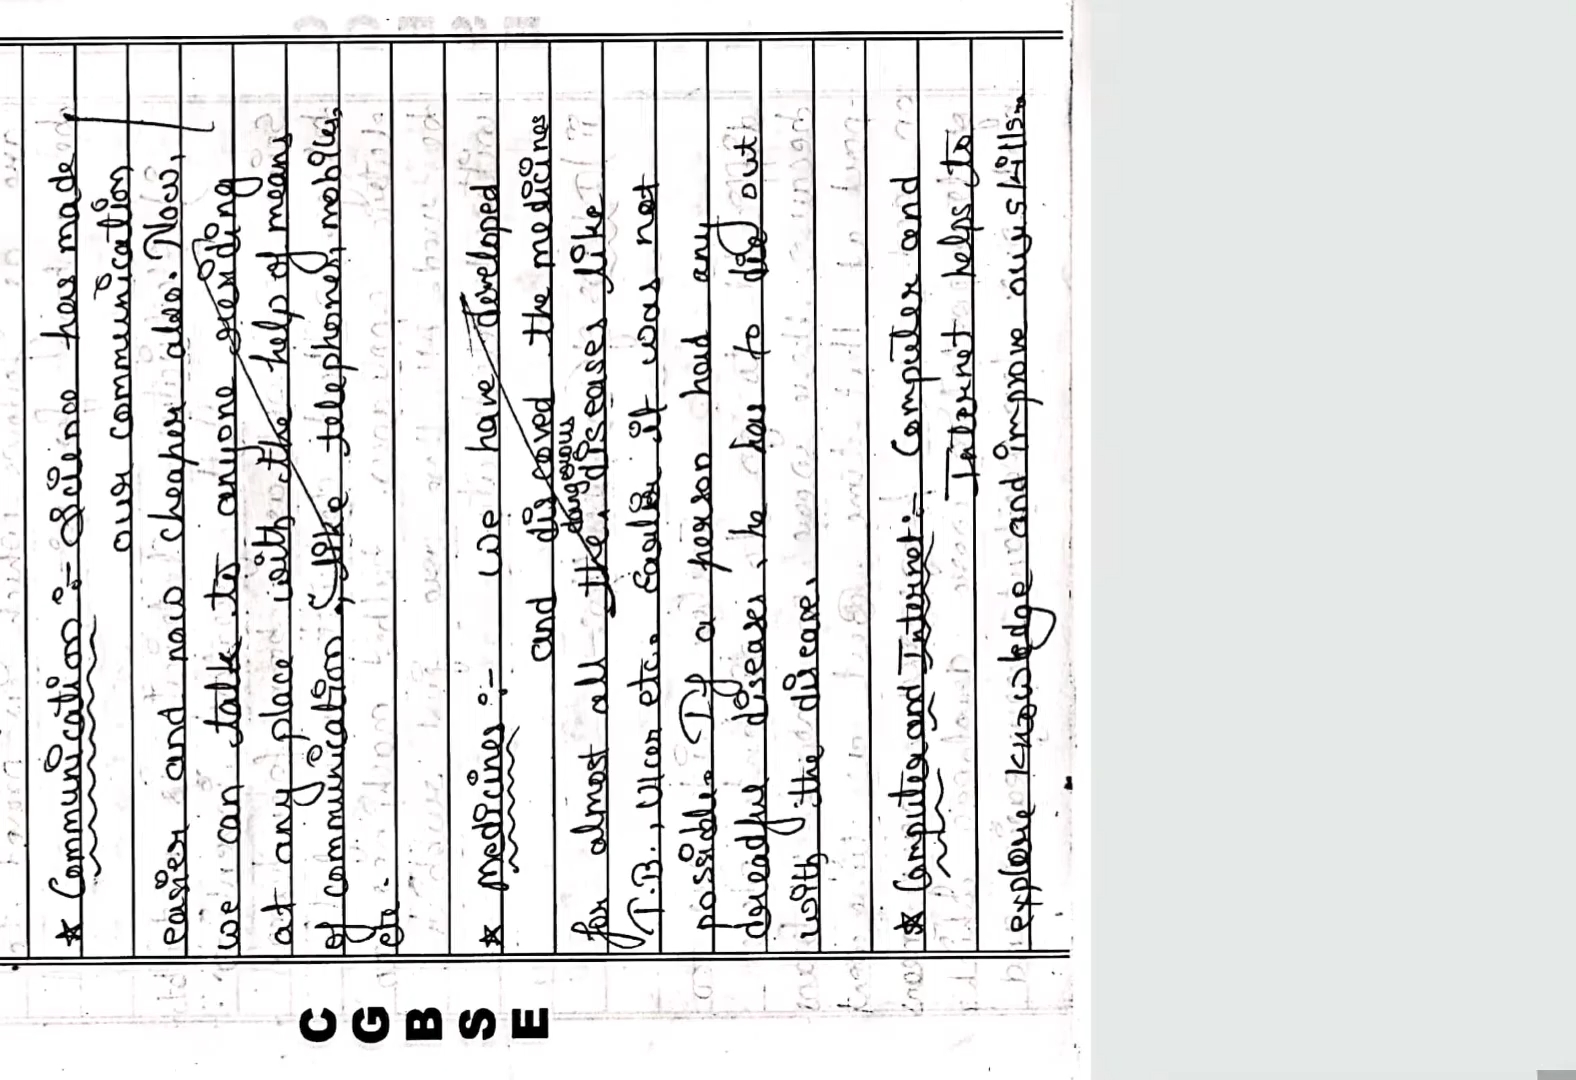 ★ Communication :- Science has made
our communication
easier and now cheaper also. Now,
we can talk to anyone residing
at any place with the help of means
of communication like telephones, mobiles,
etc.
★ Medicines :- we have developed
and discoved the medicines
for almost all the dangerous diseases like
T.B., Ulcer etc. Earlier it was not
possible. If a person had any
dreadful disease, he has to die out
with the disease.
★ Computer and Internet :- Computer and
Internet helps to
explore knowledge and improve our skills
CGBSE